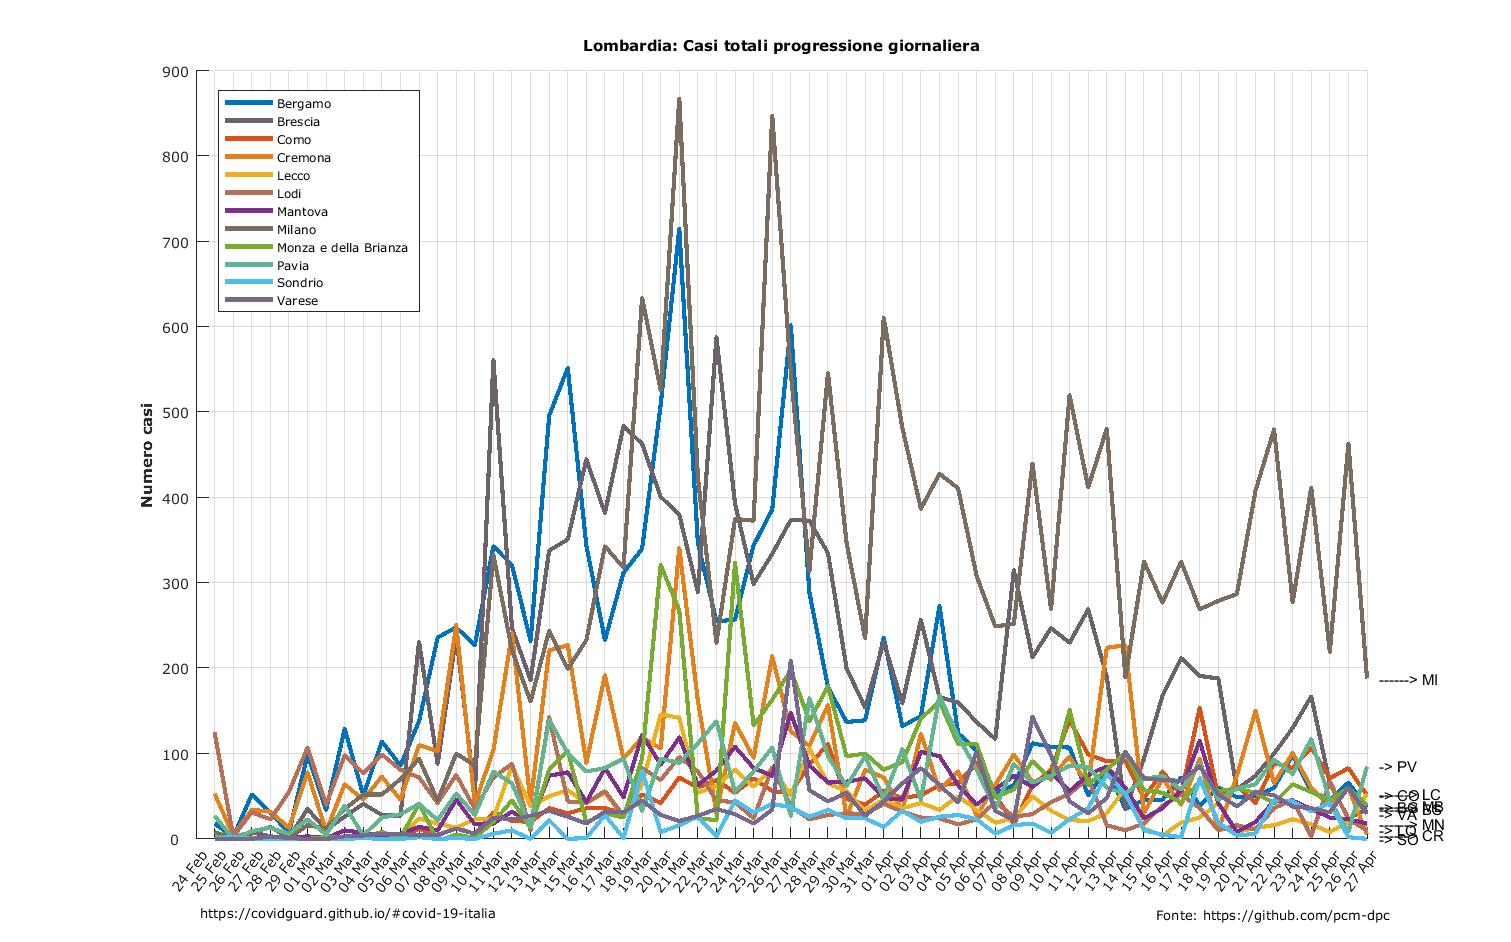 Lombardia: Casi totali progressione giornaliera
Numero casi
900
800
700
600
500
400
300
200
100
0
Bergamo
Brescia
Como
Cremona
Lecco
Lodi
Mantova
Milano
Monza e della Brianza
Pavia
Sondrio
Varese
------> MI
-> PV
-----> LC
-> CO
-> VA
-----> MN
-> LO
-----> CR
-> SO
24 Feb
25 Feb
26 Feb
27 Feb
28 Feb
29 Feb
01 Mar
02 Mar
03 Mar
04 Mar
05 Mar
06 Mar
07 Mar
08 Mar
09 Mar
10 Mar
11 Mar
12 Mar
13 Mar
14 Mar
15 Mar
16 Mar
17 Mar
18 Mar
19 Mar
20 Mar
21 Mar
22 Mar
23 Mar
24 Mar
25 Mar
26 Mar
27 Mar
28 Mar
29 Mar
30 Mar
31 Mar
01 Apr
02 Apr
03 Apr
04 Apr
05 Apr
06 Apr
07 Apr
08 Apr
09 Apr
10 Apr
11 Apr
12 Apr
13 Apr
14 Apr
15 Apr
16 Apr
17 Apr
18 Apr
19 Apr
20 Apr
21 Apr
22 Apr
23 Apr
24 Apr
25 Apr
26 Apr
27 Apr
https://covidguard.github.io/#covid-19-italia
Fonte: https://github.com/pcm-dpc